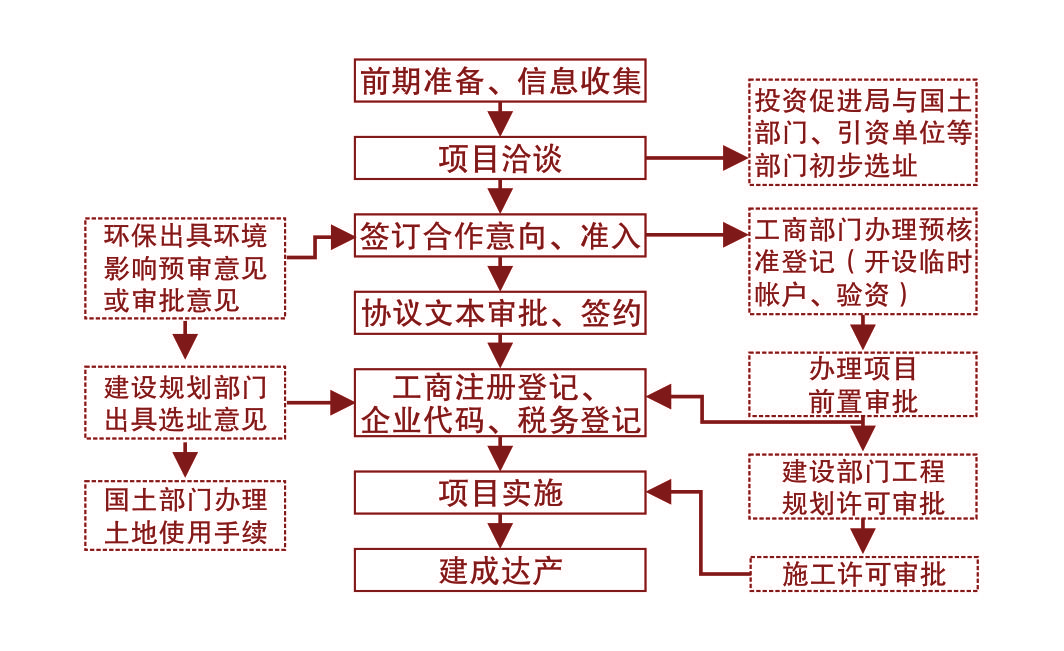 前期准备、信息收集
项目洽谈
签订合作意向、准入
协议文本审批、签约
工商注册登记、
企业代码、税务登记
项目实施
建成达产
环保出具环境
影响预审意见
或审批意见
建设规划部门
出具选址意见
国土部门办理
土地使用手续
投资促进局与国土
部门、引资单位等
部门初步选址
工商部门办理预核
准登记(开设临时
帐户、验资)
办理项目
前置审批
建设部门工程
规划许可审批
施工许可审批